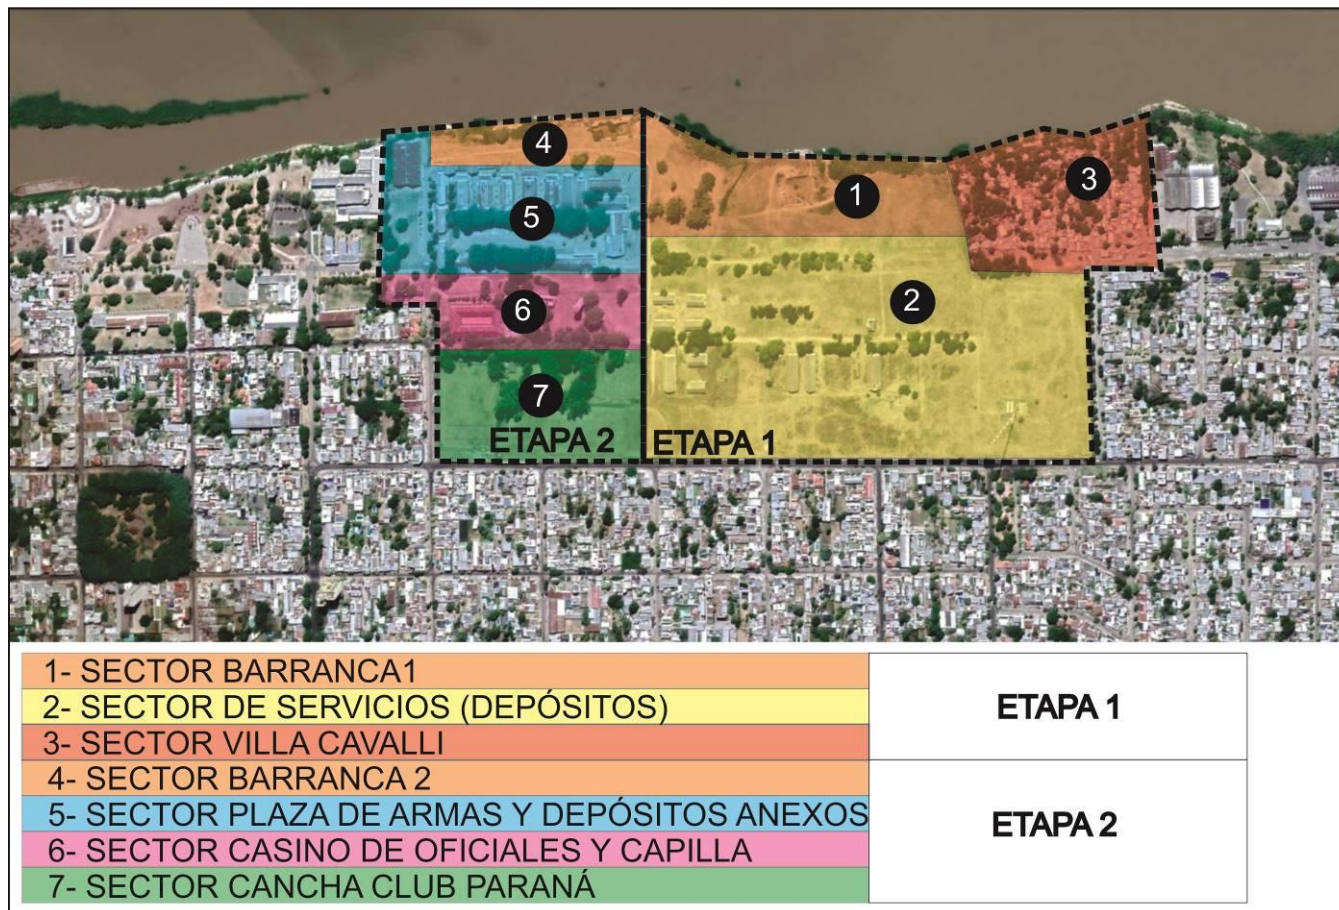 4
1
3
5
2
6
7
ETAPA 2
ETAPA 1
1- SECTOR BARRANCA1
2- SECTOR DE SERVICIOS (DEPÓSITOS)
3- SECTOR VILLA CAVALLI
ETAPA 1
4- SECTOR BARRANCA 2
5- SECTOR PLAZA DE ARMAS Y DEPÓSITOS ANEXOS
6- SECTOR CASINO DE OFICIALES Y CAPILLA
7- SECTOR CANCHA CLUB PARANÁ
ETAPA 2